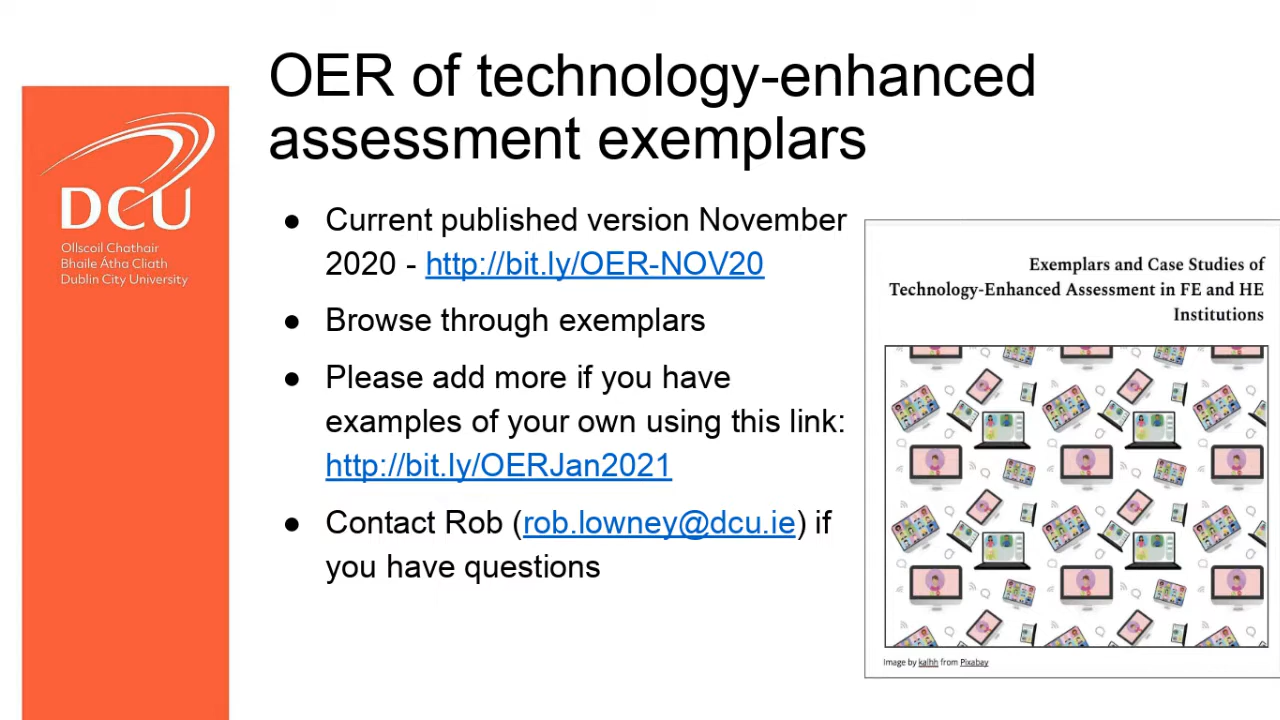 OER of technology-enhanced
assessment exemplars
DCU
Ollscoil Chathair
Bhaile Átha Cliath
Dublin City University
● Current published version November
2020 - http://bit.ly/OER-NOV20
● Browse through exemplars
● Please add more if you have
examples of your own using this link:
http://bit.ly/OERJan2021
● Contact Rob (rob.lowney@dcu.ie) if
you have questions
Exemplars and Case Studies of
Technology-Enhanced Assessment in FE and HE
Institutions
Image by kalhh from Pixabay